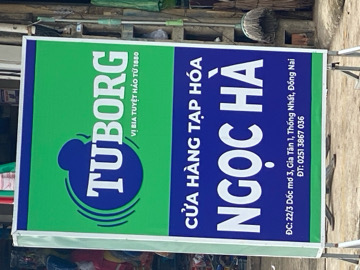 TUBORG
VỊ BIA TUYỆT HẢO TỪ 1880
CỬA HÀNG TẠP HÓA
NGỌC HÀ
ĐC: 22/3 Dốc mơ 3, Gia Tân 1, Thống Nhất, Đồng Nai
ĐT: 0251 3867 036